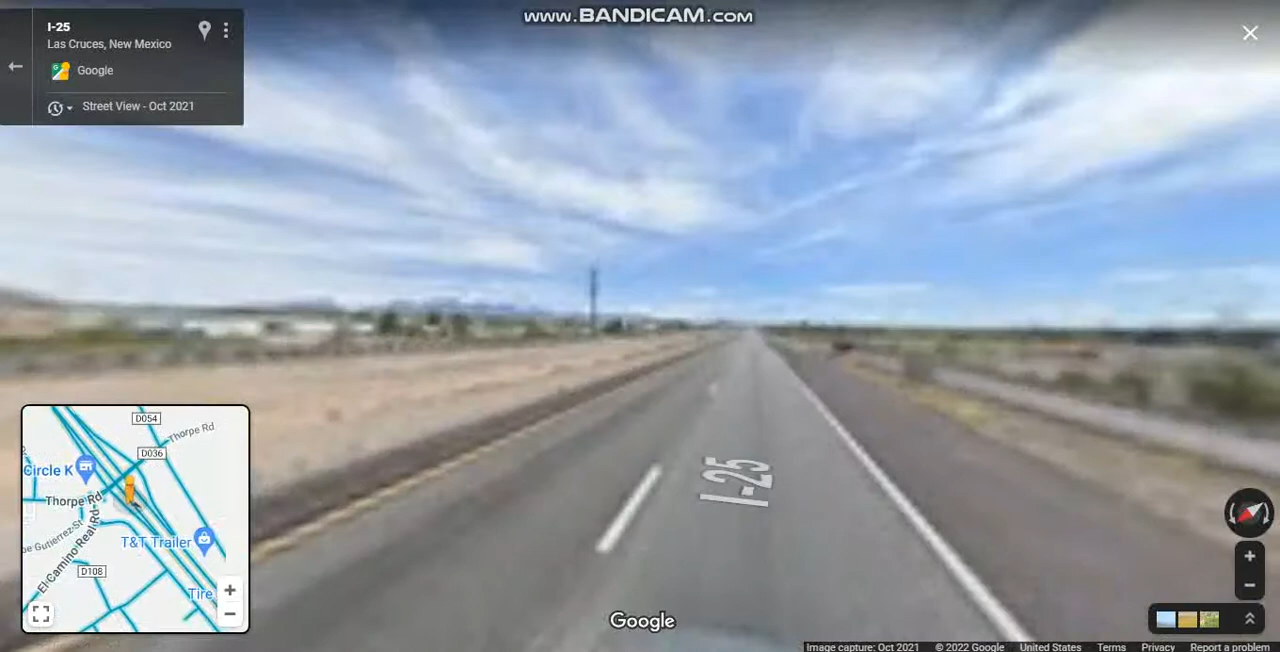 www.BANDICAM.com
I-25
Las Cruces, New Mexico
Google
Street View - Oct 2021
I-25
D054
Thorpe Rd
D036
Circle K
Thorpe Rd
oe Gutierrez St
El Camino Real Rd
T&T Trailer
D108
Tire
Google
Image capture: Oct 2021 © 2022 Google United States Terms Privacy Report a problem